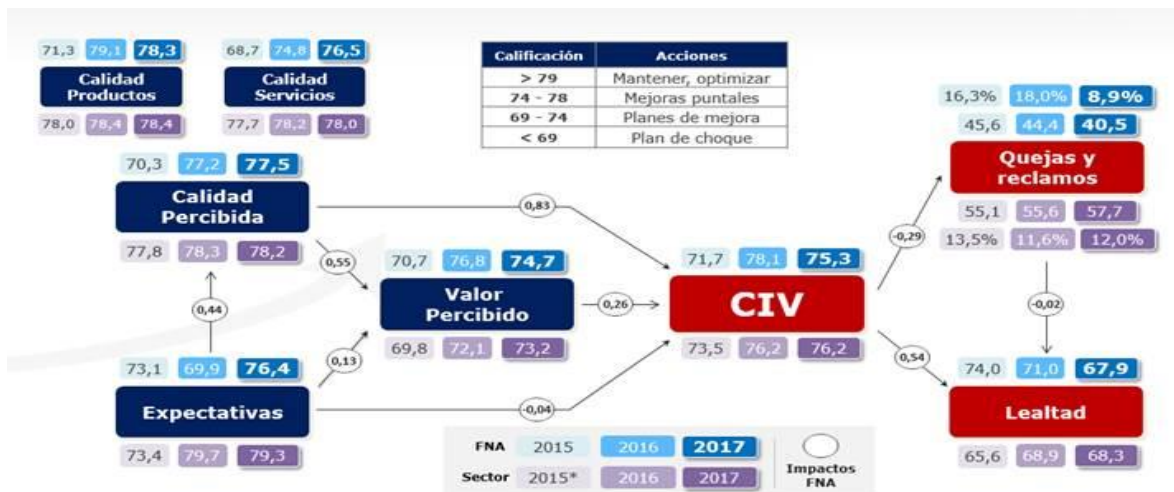 71,3 79,1 78,3
Calidad
Productos
78,0 78,4 78,4
68,7 74,8 76,5
Calidad
Servicios
77,7 78,2 78,0
Calificación Acciones
> 79 Mantener, optimizar
74 - 78 Mejoras puntales
69 - 74 Planes de mejora
< 69 Plan de choque
16,3% 18,0% 8,9%
45,6 44,4 40,5
Quejas y
reclamos
55,1 55,6 57,7
13,5% 11,6% 12,0%
70,3 77,2 77,5
Calidad
Percibida
77,8 78,3 78,2
0,83
-0,29
0,55
70,7 76,8 74,7
Valor
Percibido
69,8 72,1 73,2
0,26
71,7 78,1 75,3
CIV
73,5 76,2 76,2
-0,02
0,44
0,13
0,54
73,1 69,9 76,4
Expectativas
73,4 79,7 79,3
-0,04
74,0 71,0 67,9
Lealtad
65,6 68,9 68,3
FNA 2015 2016 2017
Sector 2015* 2016 2017
Impactos
FNA